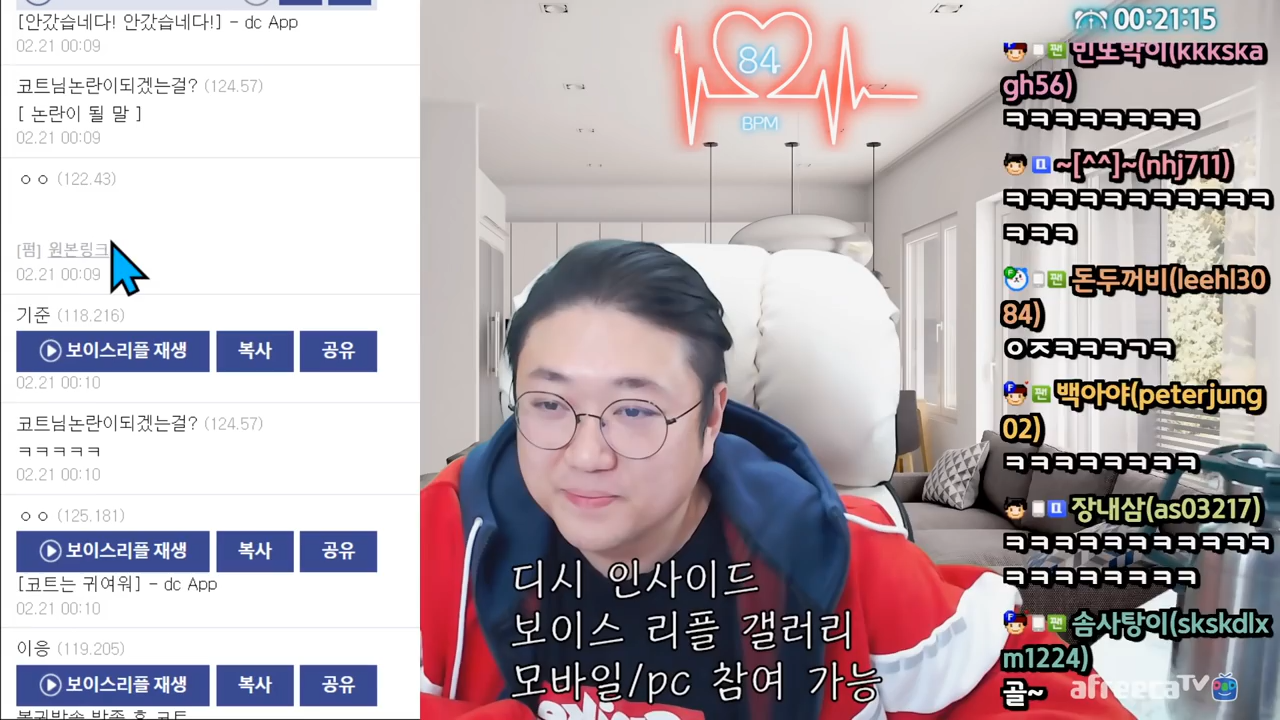 [안갔습네다! 안갔습네다!] - dc App
02.21 00:09
코트님논란이되겠는걸? (124.57)
[ 논란이 될 말 ]
02.21 00:09
ㅇㅇ (122.43)
[펌] 원본링크
02.21 00:09
기준 (118.216)
보이스리플 재생 복사 공유
02.21 00:10
코트님논란이되겠는걸? (124.57)
ㅋㅋㅋㅋㅋ
02.21 00:10
ㅇㅇ (125.181)
보이스리플 재생 복사 공유
[코트는 귀여워] - dc App
02.21 00:10
이응 (119.205)
보이스리플 재생 복사 공유
84
BPM
디시 인사이드
보이스 리플 갤러리
모바일/pc 참여 가능
00:21:15
빈또박이(kkkska
gh56)
ㅋㅋㅋㅋㅋㅋㅋㅋ
~[^^]~(nhj711)
ㅋㅋㅋㅋㅋㅋㅋㅋㅋㅋㅋ
ㅋㅋㅋ
돈두꺼비(leehl30
84)
ㅇㅈㅋㅋㅋㄱㅋ
백아야(peterjung
02)
ㅋㅋㅋㅋㅋㅋㅋㅋ
장내삼(as03217)
ㅋㅋㅋㅋㅋㅋㅋㅋㅋㅋㅋ
ㅋㅋㅋㅋㅋㅋㅋㅋ
솜사탕이(skskdlx
m1224)
골~
afreecaTV